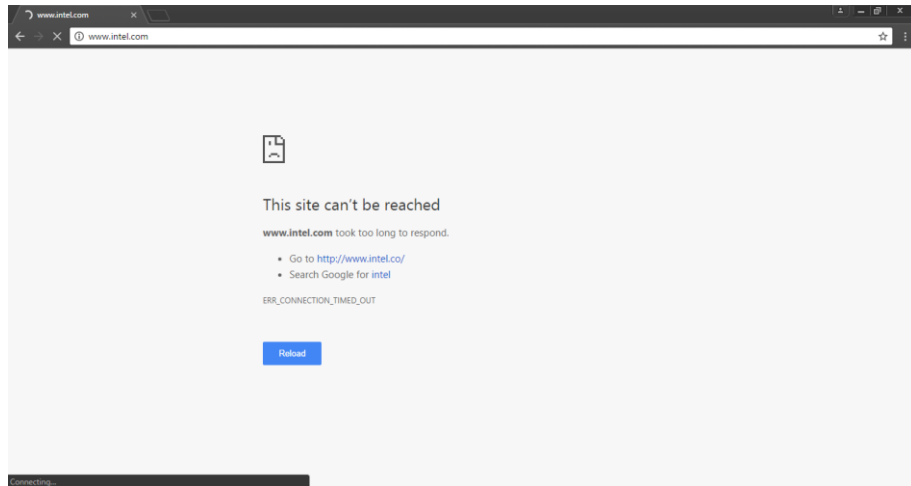 www.intel.com
www.intel.com
This site can't be reached
www.intel.com took too long to respond.
Go to http://www.intel.co/
Search Google for intel
ERR_CONNECTION_TIMED_OUT
Reload
Connecting...